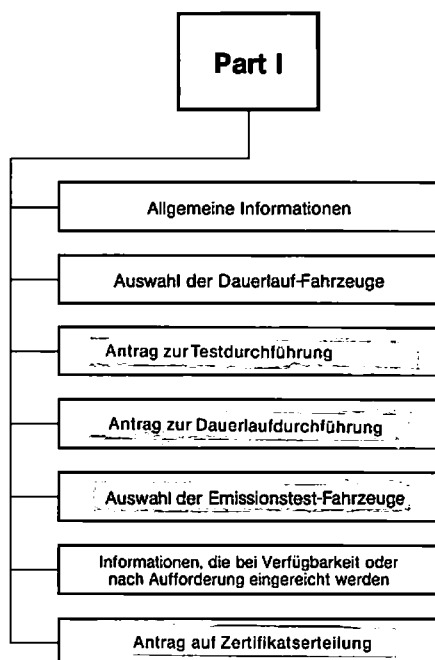 Part I
Allgemeine Informationen
Auswahl der Dauerlauf-Fahrzeuge
Antrag zur Testdurchführung
Antrag zur Dauerlaufdurchführung
Auswahl der Emissionstest-Fahrzeuge
Informationen, die bei Verfügbarkeit oder
nach Aufforderung eingereicht werden
Antrag auf Zertifikatserteilung